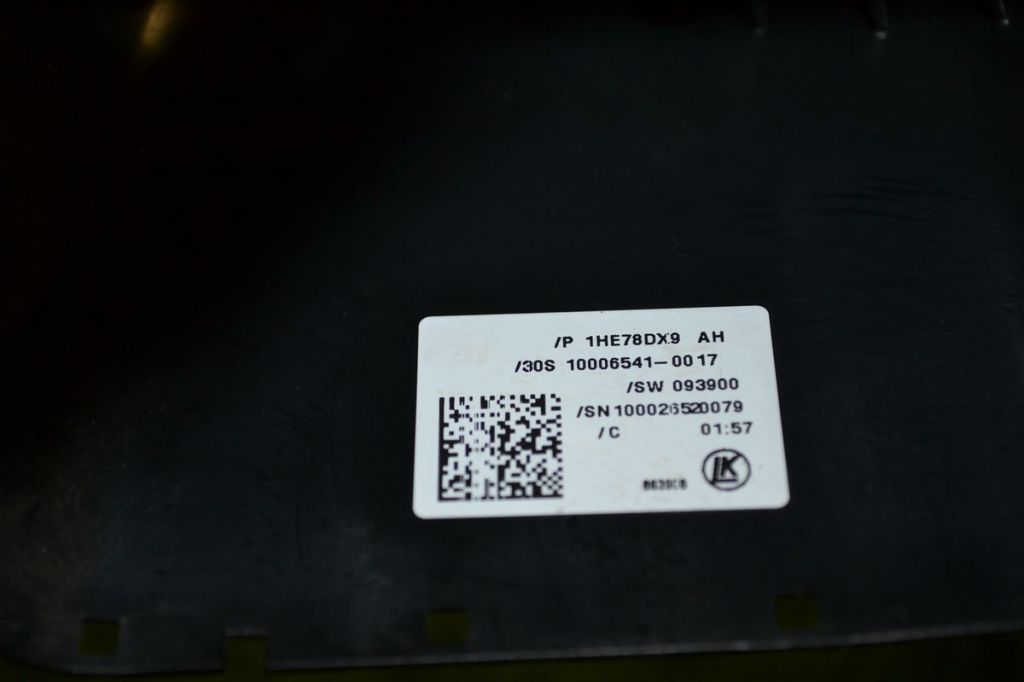 /P 1HE78DX9 AH
/30S 10006541-0017
/SW 093900
/SN 100026520079
/C 01:57
LK